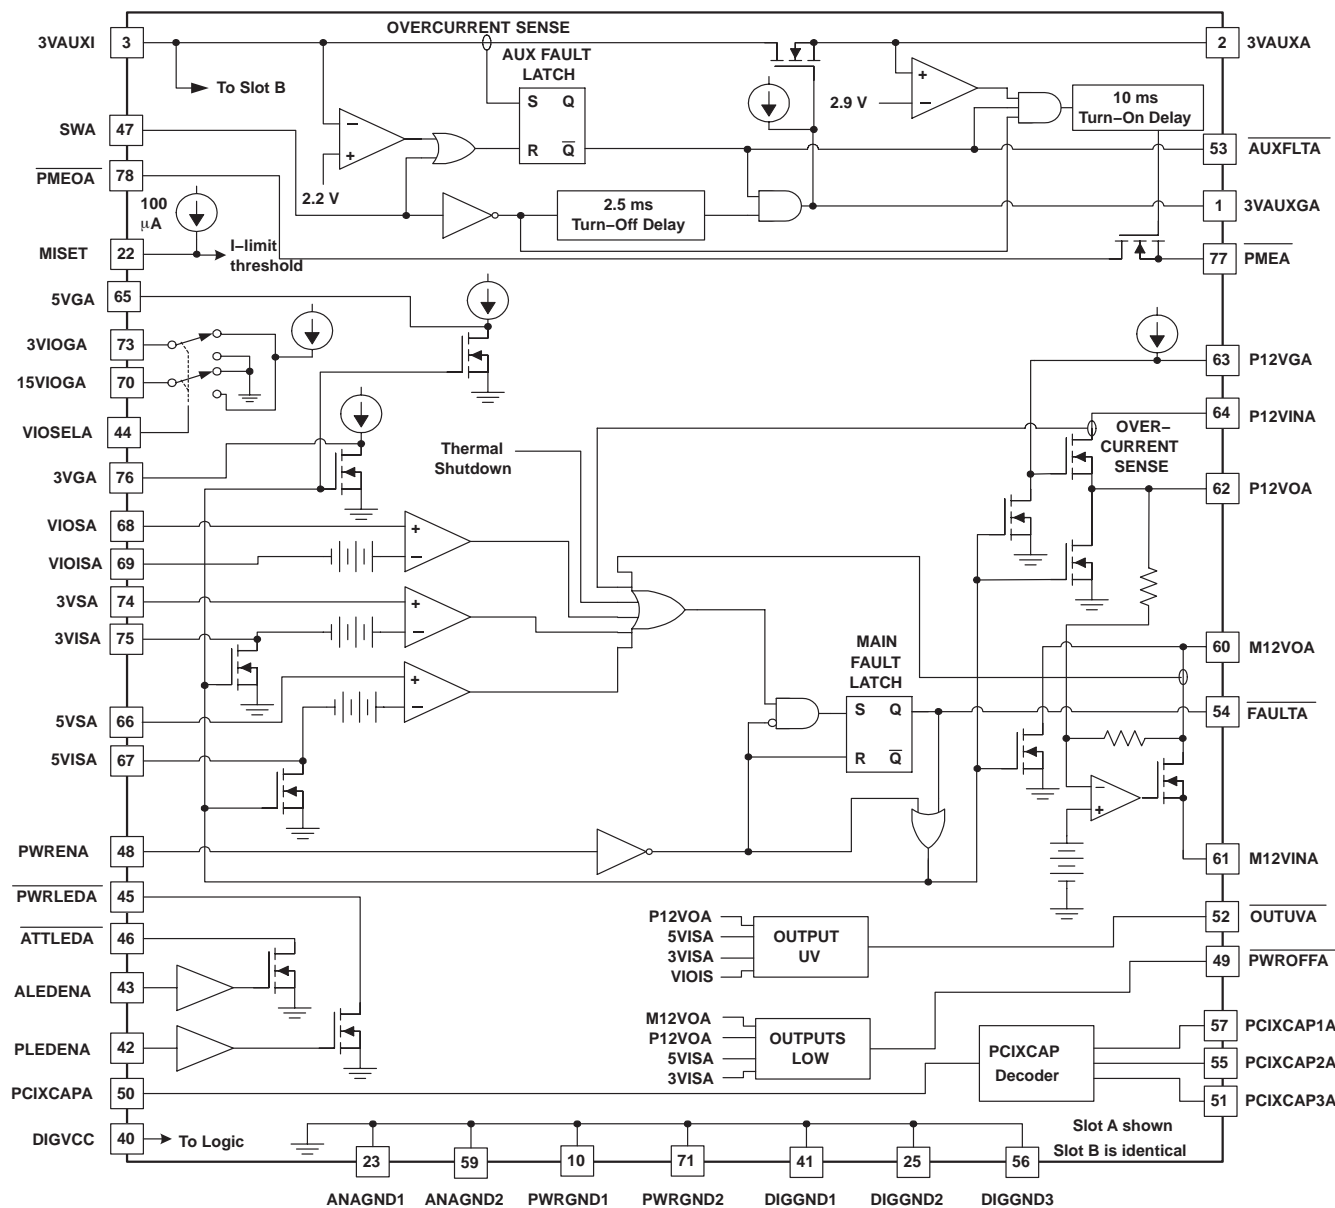 OVERCURRENT SENSE
3VAUXI 3
2 3VAUXA
AUX FAULT
LATCH
To Slot B
S Q
R Q
+
−
2.9 V
10 ms
Turn−On Delay
SWA 47
−
+
2.2 V
53 AUXFLTA
PMEOA 78
2.5 ms
Turn−Off Delay
1 3VAUXGA
100
µA
MISET 22
I−limit
threshold
77 PMEA
5VGA 65
3VIOGA 73
15VIOGA 70
VIOSELA 44
3VGA 76
63 P12VGA
64 P12VINA
OVER−
CURRENT
SENSE
62 P12VOA
Thermal
Shutdown
VIOSA 68
+
−
VIOISA 69
3VSA 74
+
−
3VISA 75
5VSA 66
+
−
5VISA 67
MAIN
FAULT
LATCH
S Q
R Q
60 M12VOA
54 FAULTA
−
+
PWRENA 48
61 M12VINA
PWRLEDA 45
ATTLEDA 46
ALEDENA 43
PLEDENA 42
P12VOA
5VISA
3VISA
VIOIS
OUTPUT
UV
52 OUTUVA
49 PWROFFA
M12VOA
P12VOA
5VISA
3VISA
OUTPUTS
LOW
PCIXCAP
Decoder
57 PCIXCAP1A
55 PCIXCAP2A
51 PCIXCAP3A
PCIXCAPA 50
DIGVCC 40
To Logic
Slot A shown
Slot B is identical
23 59 10 71 41 25 56
ANAGND1 ANAGND2 PWRGND1 PWRGND2 DIGGND1 DIGGND2 DIGGND3